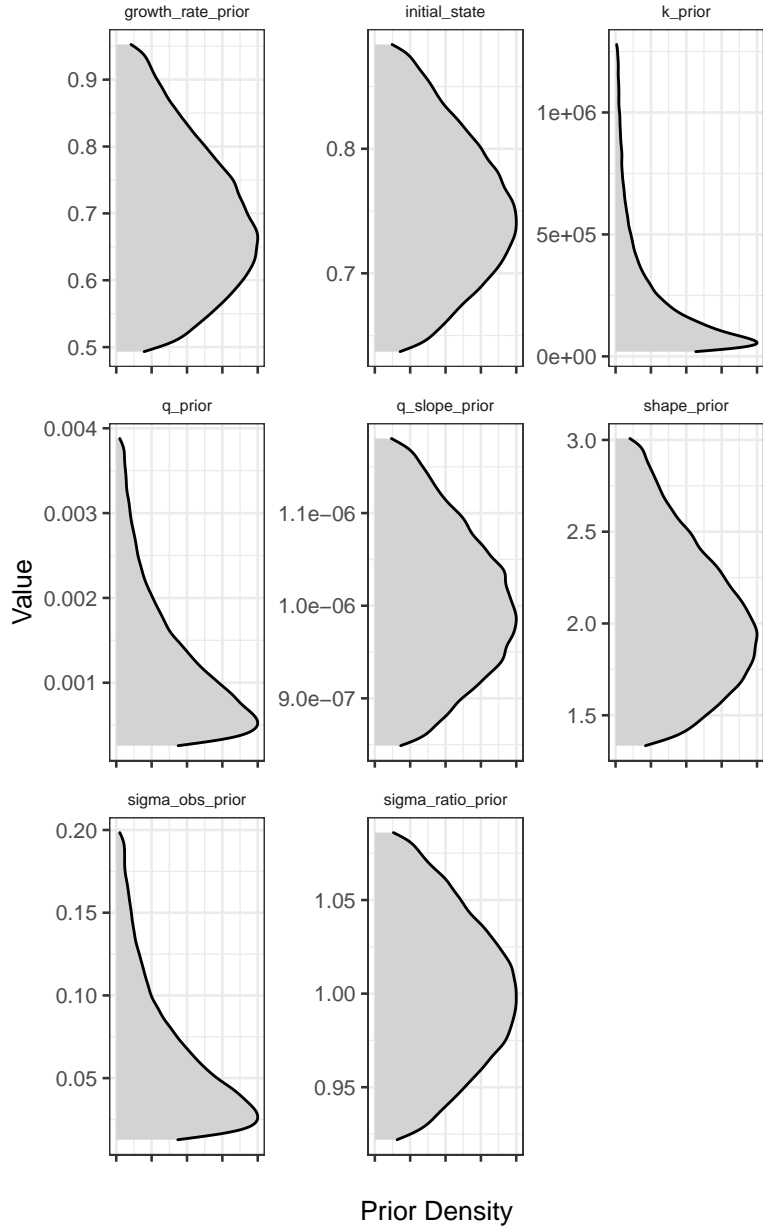 growth_rate_prior
initial_state
k_prior
0.9
0.8
0.7
0.6
0.5
0.8
0.7
1e+06
5e+05
0e+00
q_prior
q_slope_prior
shape_prior
0.004
0.003
0.002
0.001
1.1e−06
1.0e−06
9.0e−07
3.0
2.5
2.0
1.5
Value
sigma_obs_prior
sigma_ratio_prior
0.20
0.15
0.10
0.05
1.05
1.00
0.95
Prior Density